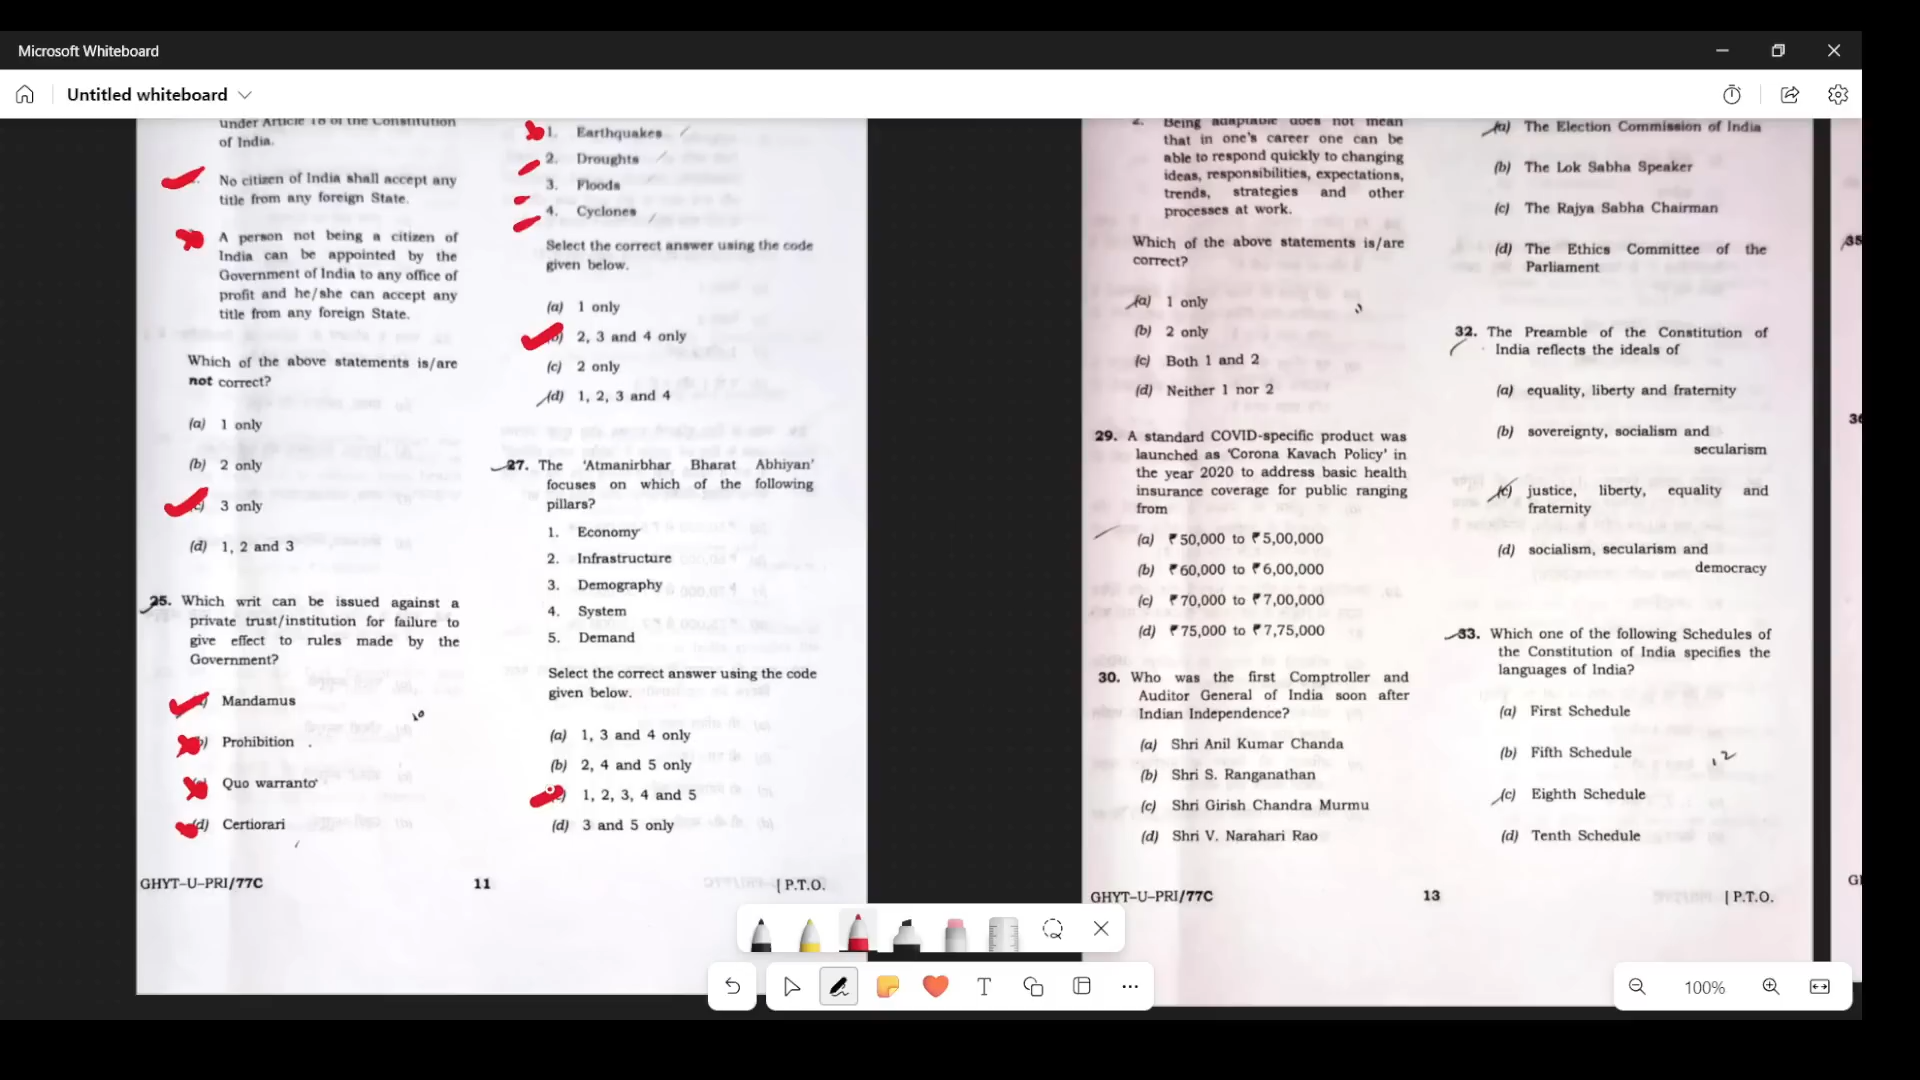 Microsoft Whiteboard
Untitled whiteboard
under Article 18 of the Constitution
of India.
No citizen of India shall accept any
title from any foreign State.
A person not being a citizen of
India can be appointed by the
Government of India to any office of
profit and he/she can accept any
title from any foreign State.
Which of the above statements is/are
not correct?
(a) 1 only
(b) 2 only
3 only
(d) 1, 2 and 3
25. Which writ can be issued against a
private trust/institution for failure to
give effect to rules made by the
Government?
Mandamus
Prohibition
Quo warranto
(d) Certiorari
10
GHYT-U-PRI/77C
1. Earthquakes
2. Droughts
3. Floods
4. Cyclones
Select the correct answer using the code
given below.
(a) 1 only
2, 3 and 4 only
(c) 2 only
(d) 1, 2, 3 and 4
27. The 'Atmanirbhar Bharat Abhiyan'
focuses on which of the following
pillars?
1. Economy
2. Infrastructure
3. Demography
4. System
5. Demand
Select the correct answer using the code
given below.
(a) 1, 3 and 4 only
(b) 2, 4 and 5 only
1, 2, 3, 4 and 5
(d) 3 and 5 only
11
[ P.T.O.
2. Being adaptable does not mean
that in one's career one can be
able to respond quickly to changing
ideas, responsibilities, expectations,
trends, strategies and other
processes at work.
Which of the above statements is/are
correct?
(a) 1 only
(b) 2 only
(c) Both 1 and 2
(d) Neither 1 nor 2
29. A standard COVID-specific product was
launched as 'Corona Kavach Policy' in
the year 2020 to address basic health
insurance coverage for public ranging
from
(a) ₹ 50,000 to ₹ 5,00,000
(b) ₹ 60,000 to ₹ 6,00,000
(c) ₹ 70,000 to ₹ 7,00,000
(d) ₹ 75,000 to ₹ 7,75,000
30. Who was the first Comptroller and
Auditor General of India soon after
Indian Independence?
(a) Shri Anil Kumar Chanda
(b) Shri S. Ranganathan
(c) Shri Girish Chandra Murmu
(d) Shri V. Narahari Rao
GHYT-U-PRI/77C
(a) The Election Commission of India
(b) The Lok Sabha Speaker
(c) The Rajya Sabha Chairman
(d) The Ethics Committee of the
Parliament
32. The Preamble of the Constitution of
India reflects the ideals of
(a) equality, liberty and fraternity
(b) sovereignty, socialism and
secularism
(c) justice, liberty, equality and
fraternity
(d) socialism, secularism and
democracy
33. Which one of the following Schedules of
the Constitution of India specifies the
languages of India?
(a) First Schedule
(b) Fifth Schedule
12
(c) Eighth Schedule
(d) Tenth Schedule
13
[ P.T.O.
35
36
100%